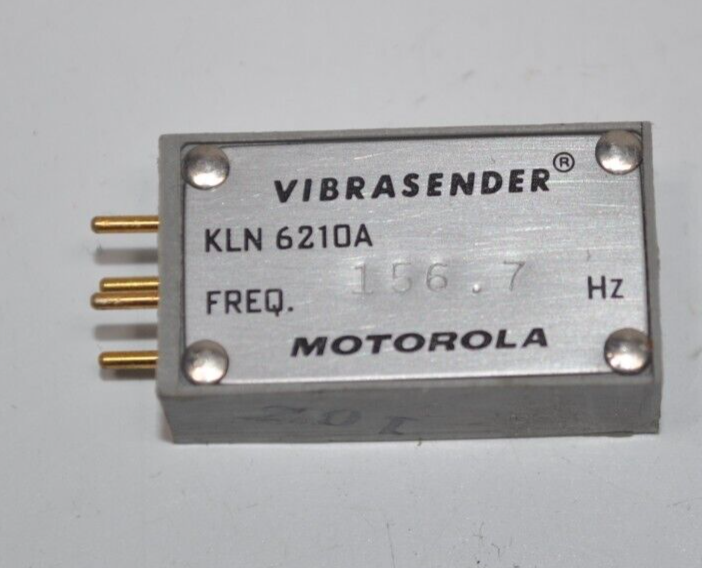 VIBRASENDER®
KLN 6210A
FREQ. 156.7 Hz
MOTOROLA